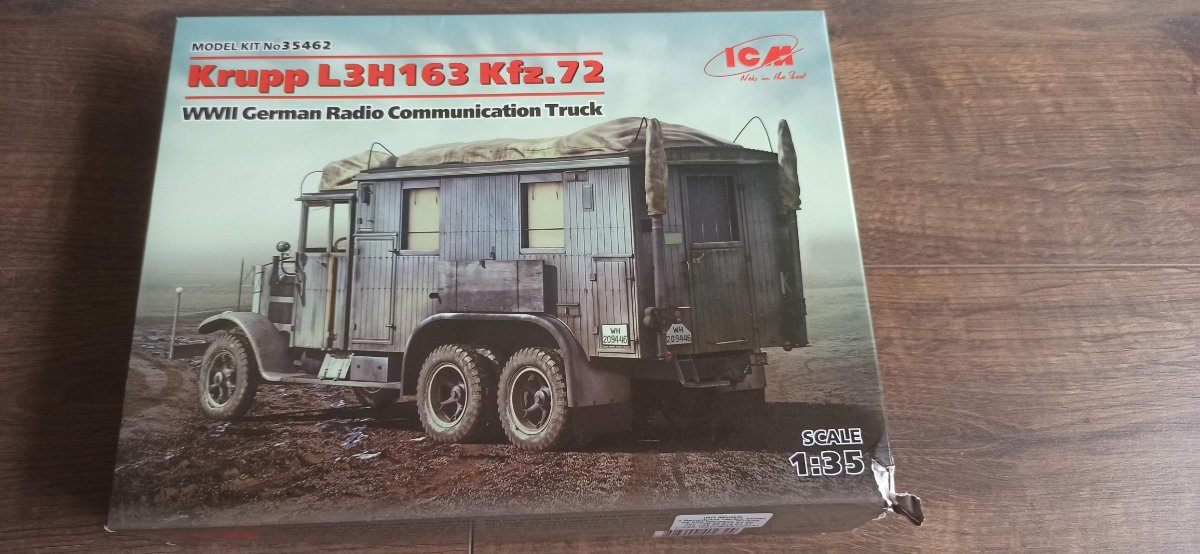 MODEL KIT No35462
Krupp L3H163 Kfz.72
WWII German Radio Communication Truck
ICM
WH
209446
WH
209446
K
SCALE
1:35